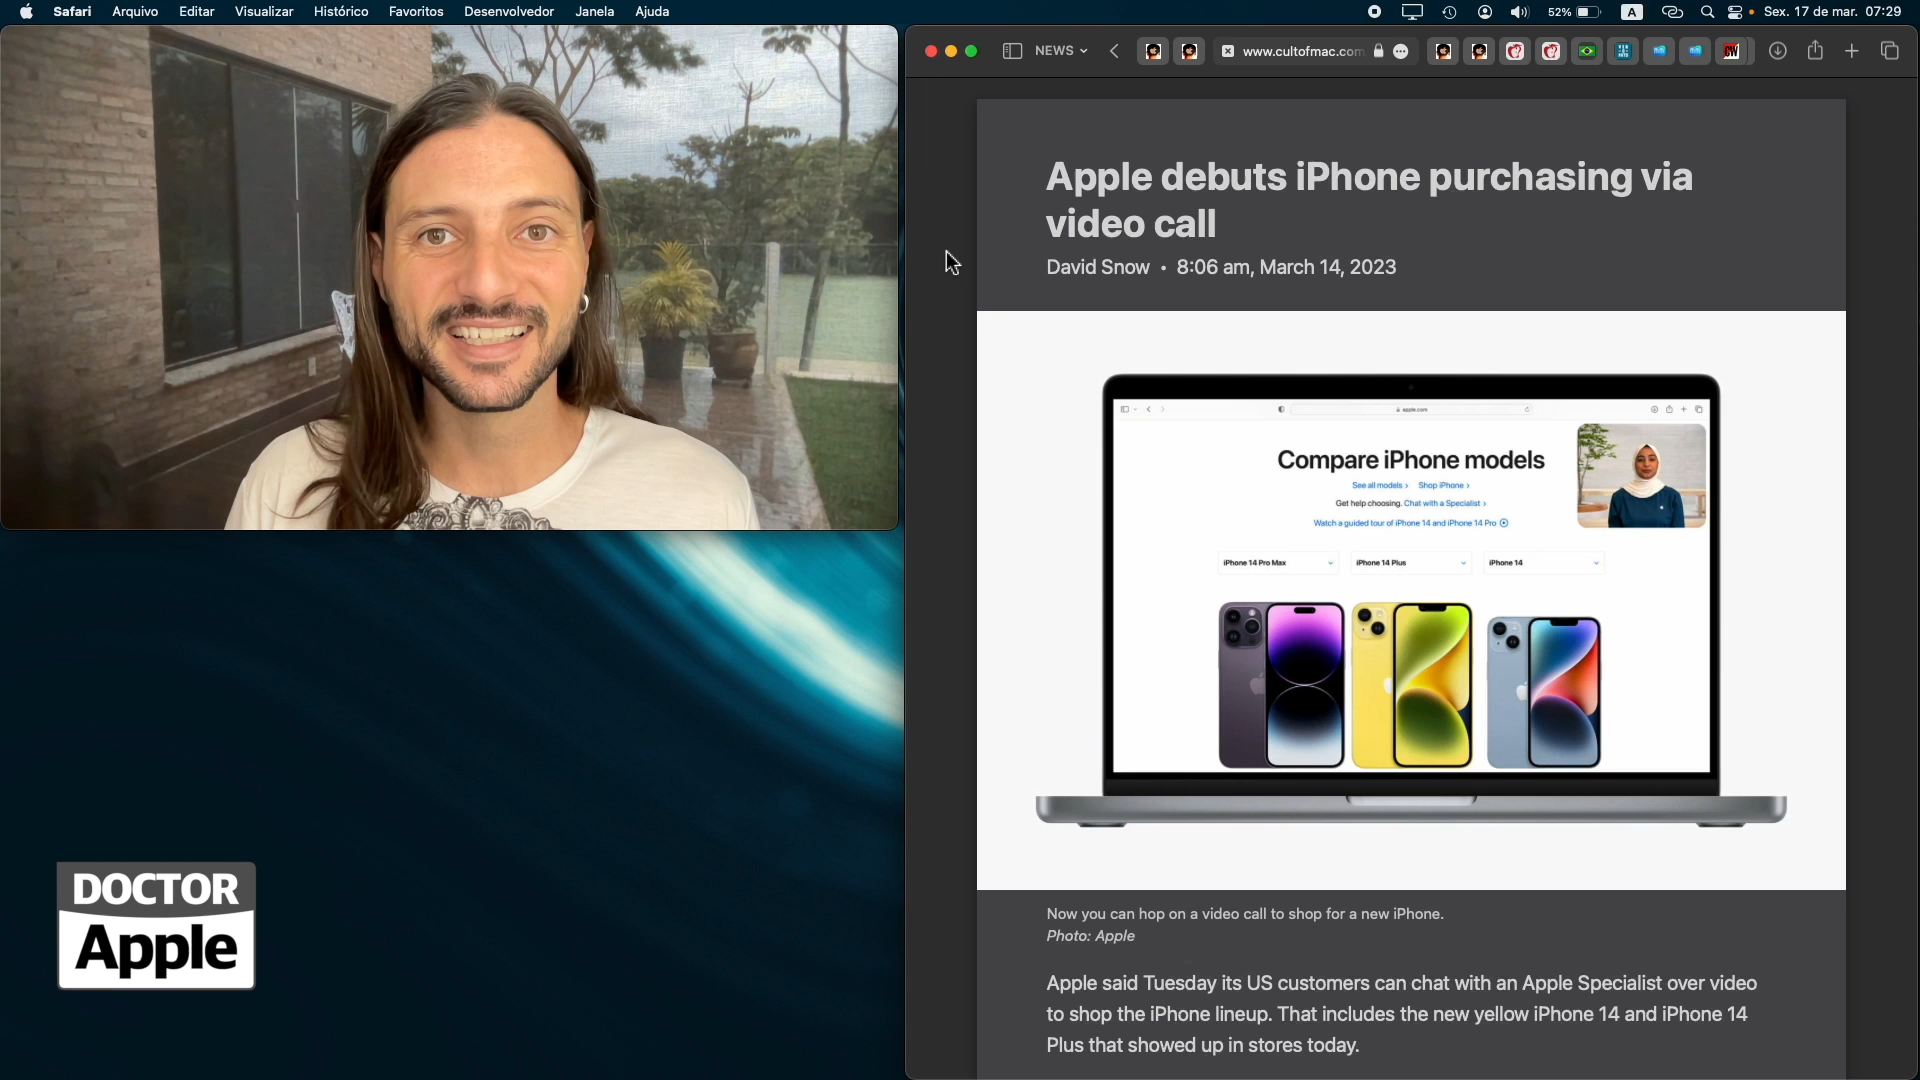 Safari Arquivo Editar Visualizar Histórico Favoritos Desenvolvedor Janela Ajuda
52% A Sex. 17 de mar. 07:29
NEWS www.cultofmac.com
Apple debuts iPhone purchasing via
video call
David Snow • 8:06 am, March 14, 2023
apple.com
Compare iPhone models
See all models > Shop iPhone >
Get help choosing. Chat with a Specialist >
Watch a guided tour of iPhone 14 and iPhone 14 Pro
iPhone 14 Pro Max iPhone 14 Plus iPhone 14
Now you can hop on a video call to shop for a new iPhone.
Photo: Apple
Apple said Tuesday its US customers can chat with an Apple Specialist over video
to shop the iPhone lineup. That includes the new yellow iPhone 14 and iPhone 14
Plus that showed up in stores today.
DOCTOR
Apple